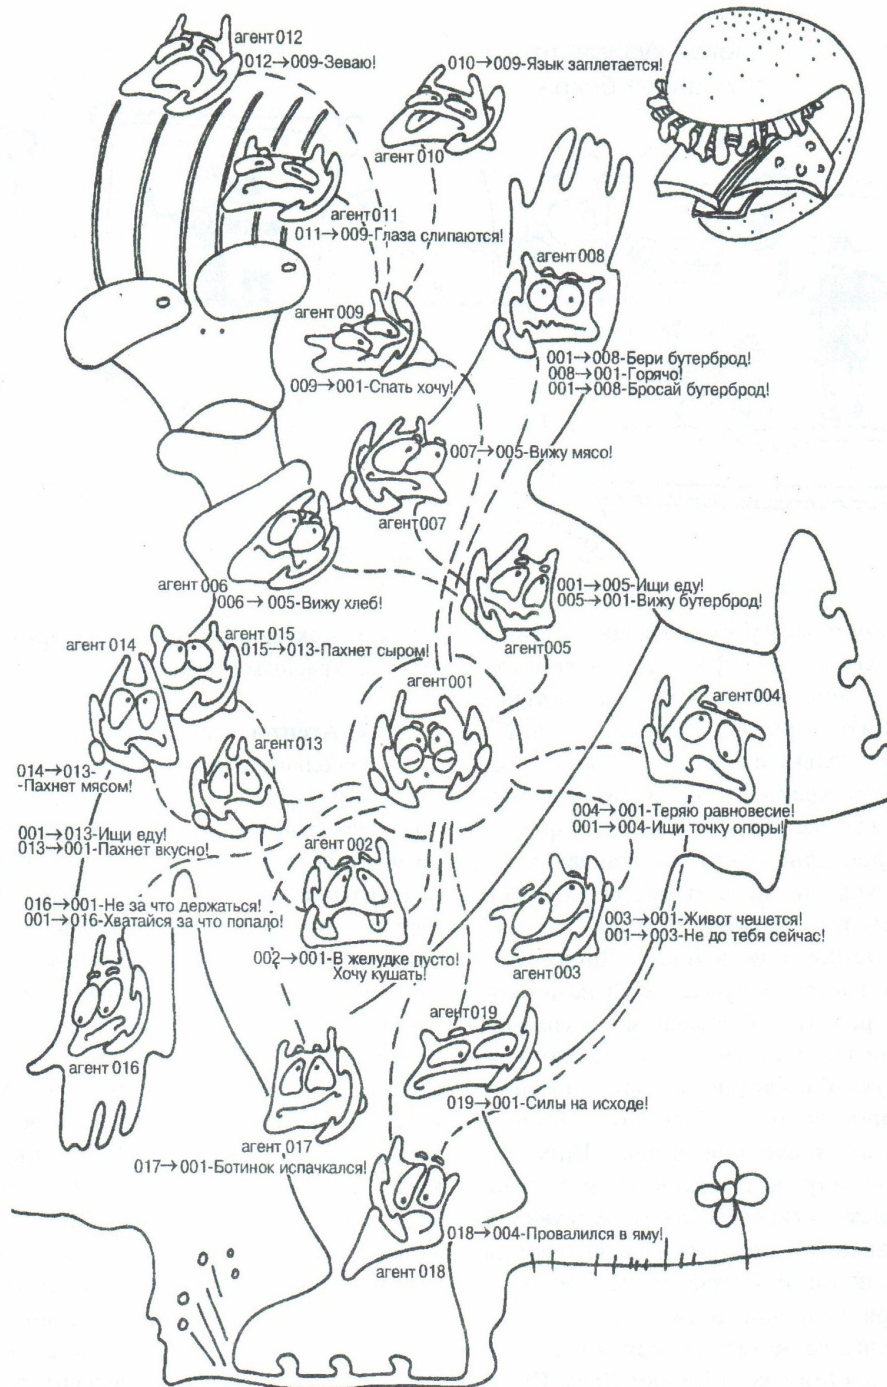 агент 012
012→009-Зеваю!
010→009-Язык заплетается!
агент 010
агент 011
011→009-Глаза слипаются!
агент 008
агент 009
001→008-Бери бутерброд!
008→001-Горячо!
001→008-Бросай бутерброд!
009→001-Спать хочу!
007→005-Вижу мясо!
агент 007
агент 006
006→005-Вижу хлеб!
001→005-Ищи еду!
005→001-Вижу бутерброд!
агент 005
агент 014
агент 015
015→013-Пахнет сыром!
агент 001
агент 004
агент 013
014→013-
-Пахнет мясом!
004→001-Теряю равновесие!
001→004-Ищи точку опоры!
001→013-Ищи еду!
013→001-Пахнет вкусно!
агент 002
016→001-Не за что держаться!
001→016-Хватайся за что попало!
003→001-Живот чешется!
001→003-Не до тебя сейчас!
002→001-В желудке пусто!
Хочу кушать!
агент 003
агент 019
агент 016
019→001-Силы на исходе!
агент 017
017→001-Ботинок испачкался!
018→004-Провалился в яму!
агент 018